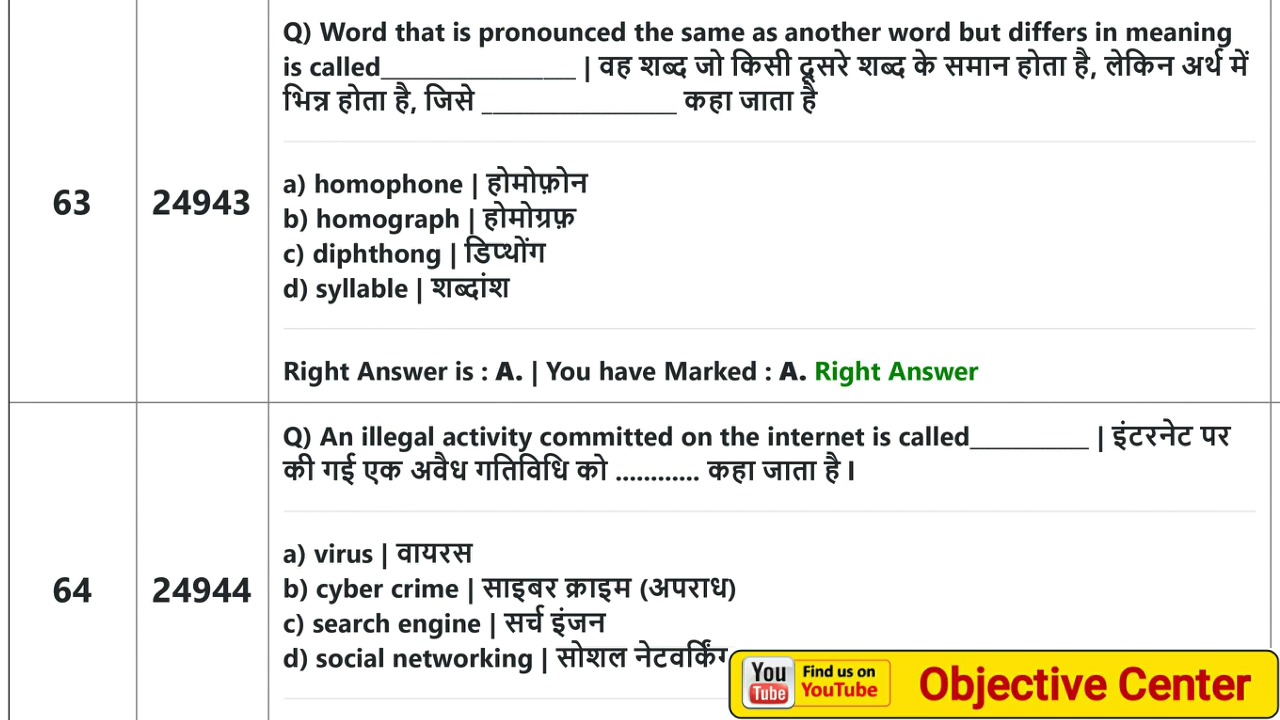 Q) Word that is pronounced the same as another word but differs in meaning
is called________________ | वह शब्द जो किसी दूसरे शब्द के समान होता है, लेकिन अर्थ में
भिन्न होता है, जिसे ________________ कहा जाता है
63
24943
a) homophone | होमोफ़ोन
b) homograph | होमोग्रफ़
c) diphthong | डिप्थोंग
d) syllable | शब्दांश
Right Answer is : A. | You have Marked : A. Right Answer
Q) An illegal activity committed on the internet is called__________ | इंटरनेट पर
की गई एक अवैध गतिविधि को ............ कहा जाता है I
64
24944
a) virus | वायरस
b) cyber crime | साइबर क्राइम (अपराध)
c) search engine | सर्च इंजन
d) social networking | सोशल नेटवर्किंग
You
Tube
Find us on
YouTube
Objective Center